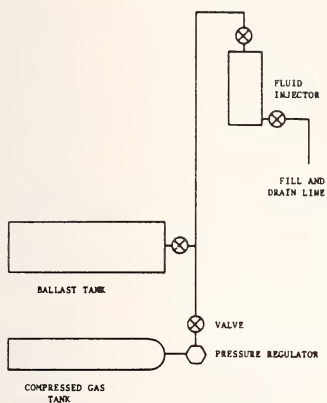 FLUID
INJECTOR
FILL AND
DRAIN LINE
BALLAST TANK
VALVE
PRESSURE REGULATOR
COMPRESSED GAS
TANK